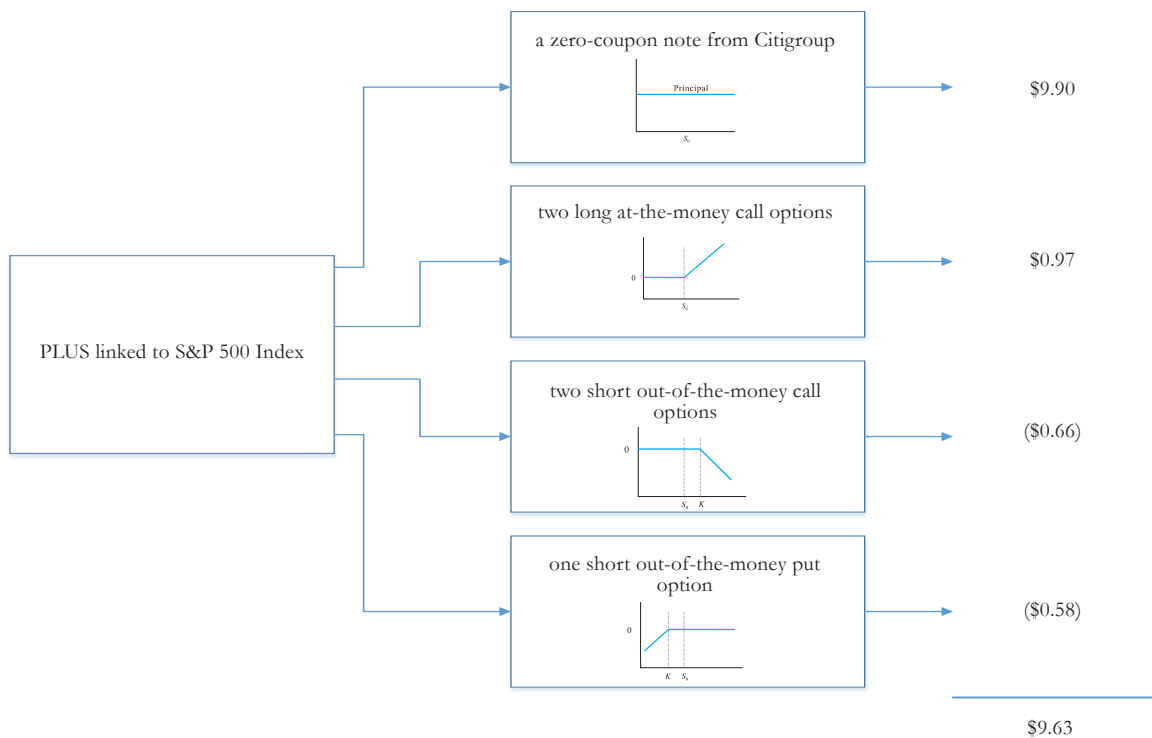 a zero-coupon note from Citigroup
Principal
S₀
$9.90
two long at-the-money call options
0
S₀
$0.97
PLUS linked to S&P 500 Index
two short out-of-the-money call
options
0
S₀ K
($0.66)
one short out-of-the-money put
option
0
K S₀
($0.58)
$9.63